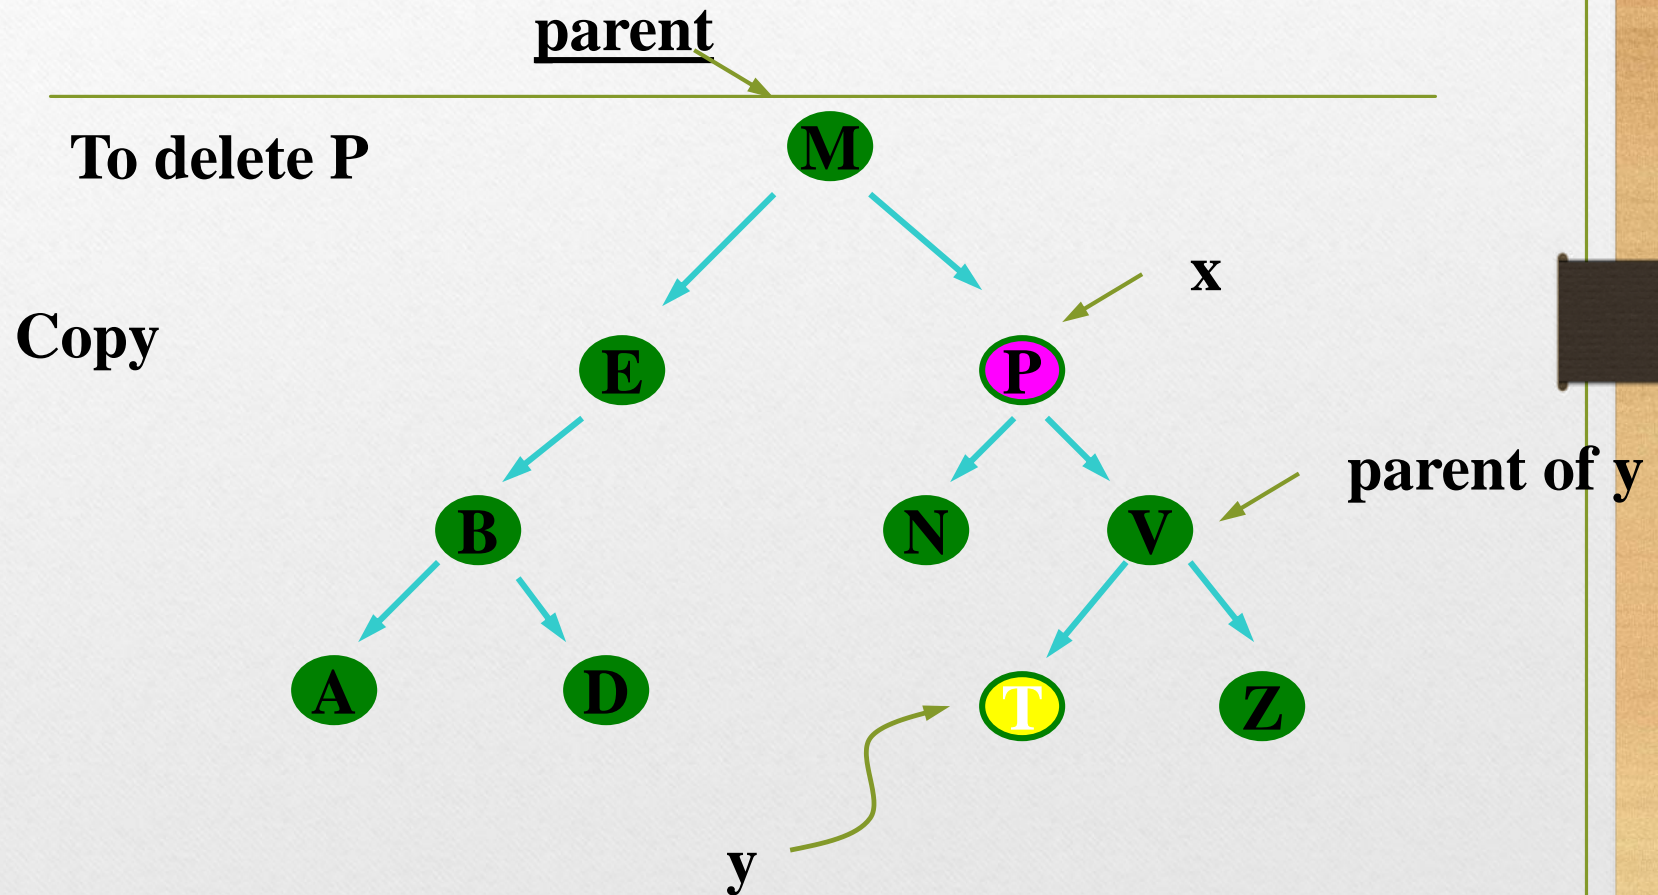 parent
To delete P
M
x
Copy
E
P
parent of y
B
N
V
A
D
T
Z
y